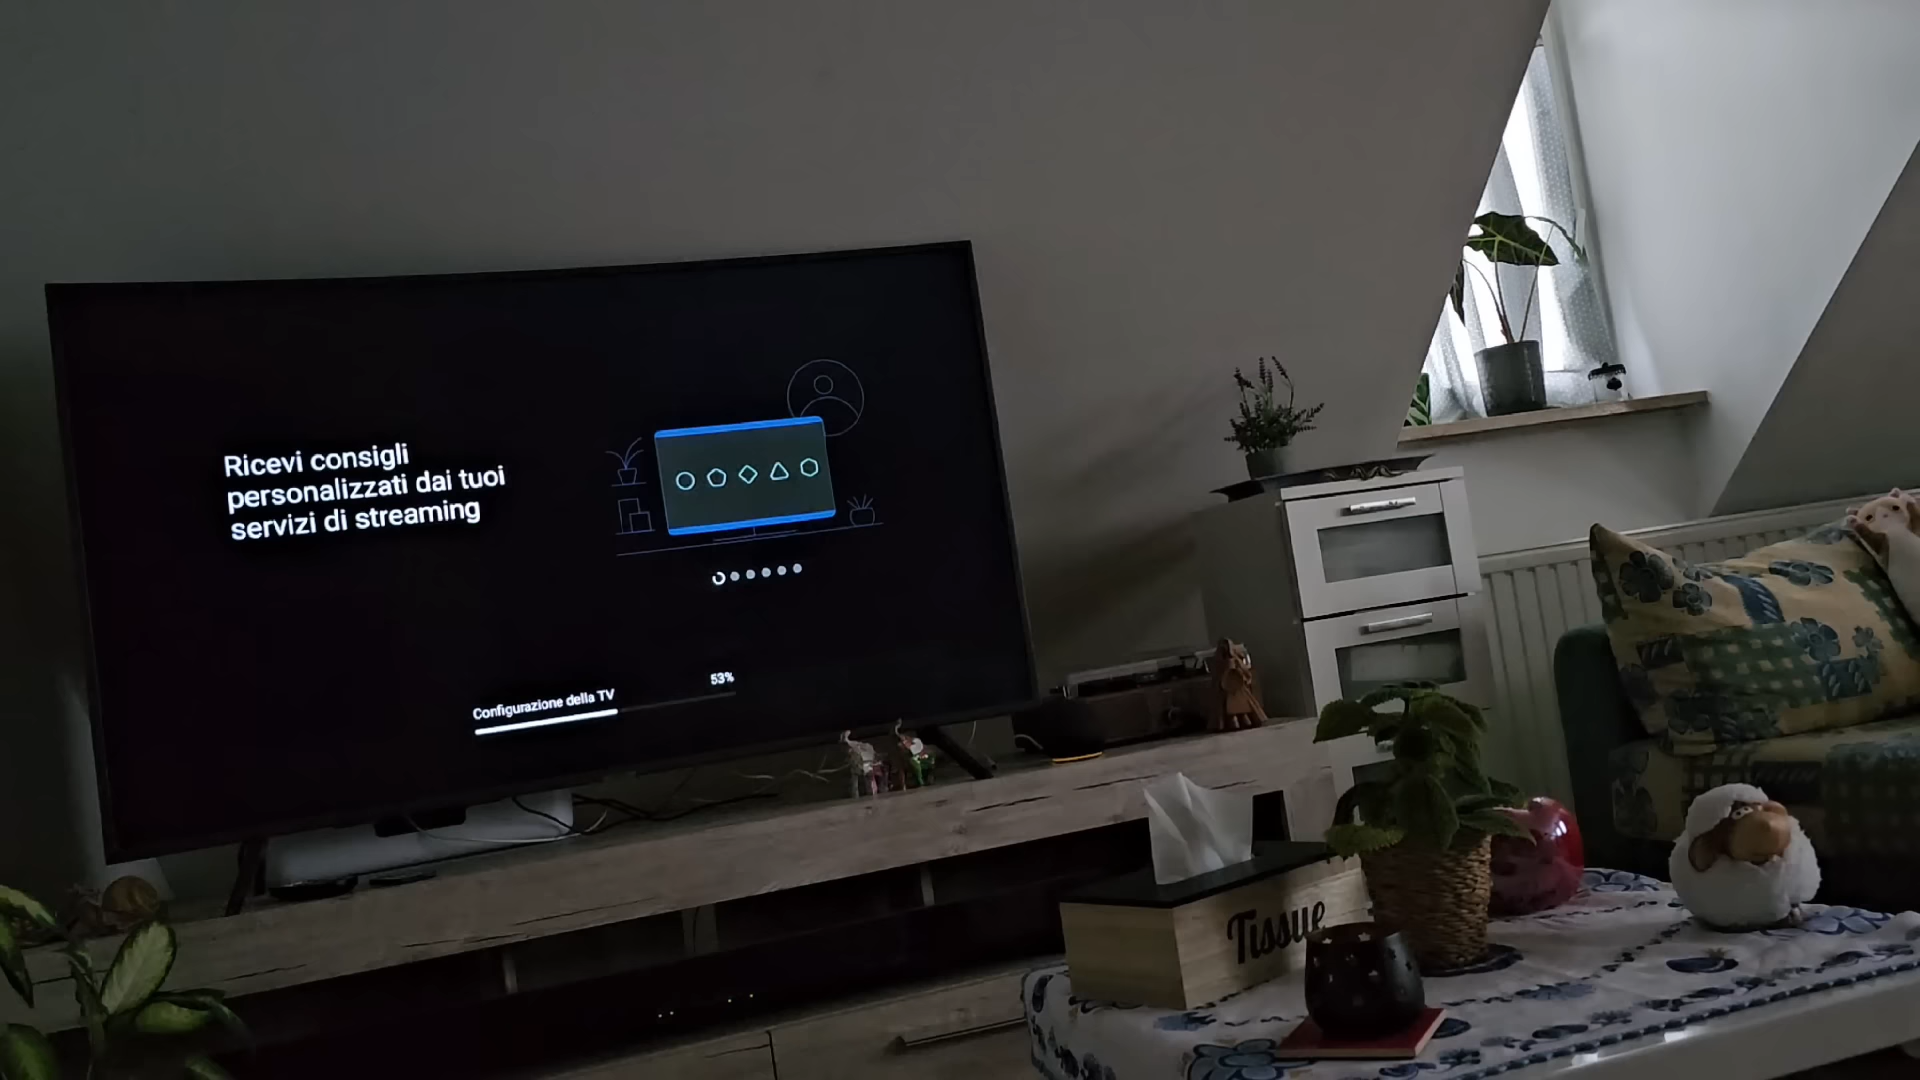 Ricevi consigli
personalizzati dai tuoi
servizi di streaming
53%
Configurazione della TV
Tissue